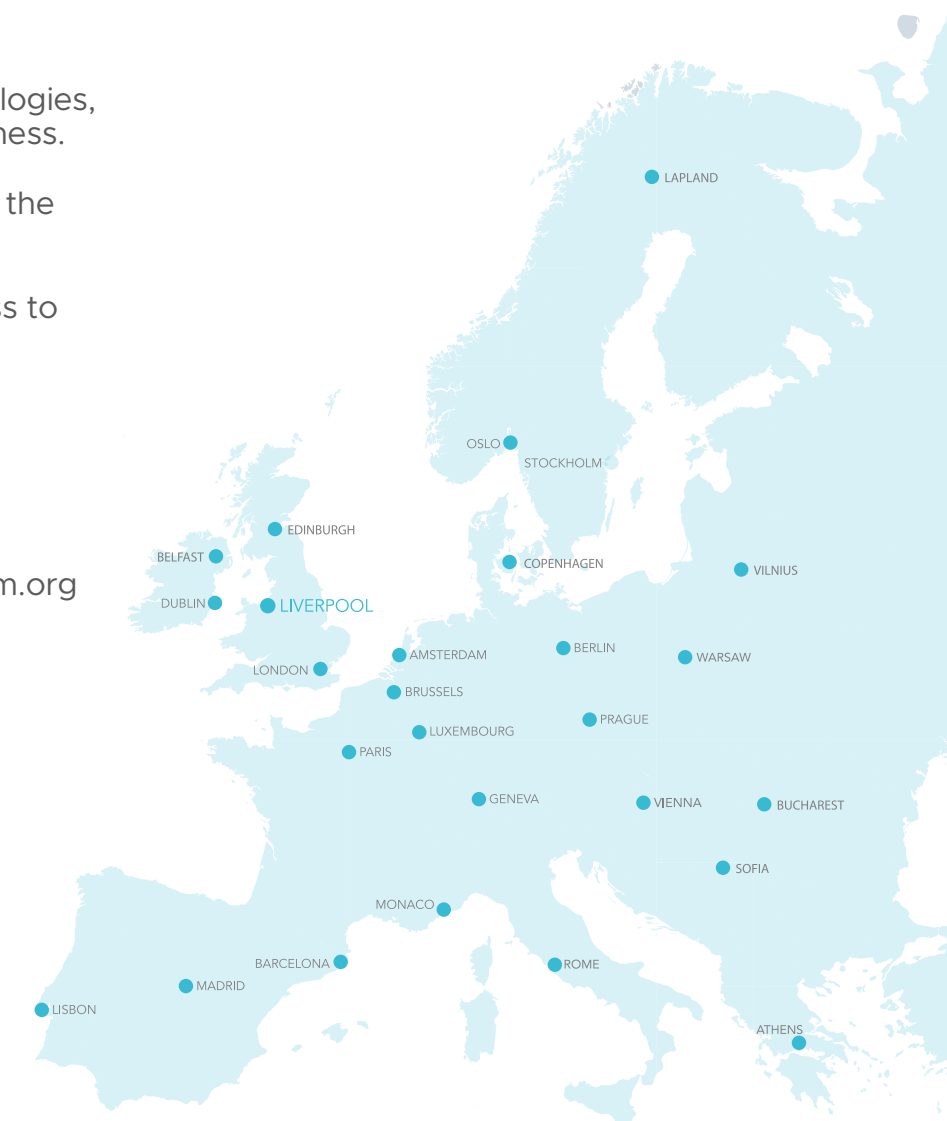 logies,
ness.
the
s to
m.org
LAPLAND
OSLO
STOCKHOLM
EDINBURGH
BELFAST
COPENHAGEN
VILNIUS
DUBLIN
LIVERPOOL
AMSTERDAM
BERLIN
WARSAW
LONDON
BRUSSELS
PRAGUE
LUXEMBOURG
PARIS
GENEVA
VIENNA
BUCHAREST
SOFIA
MONACO
BARCELONA
ROME
MADRID
LISBON
ATHENS